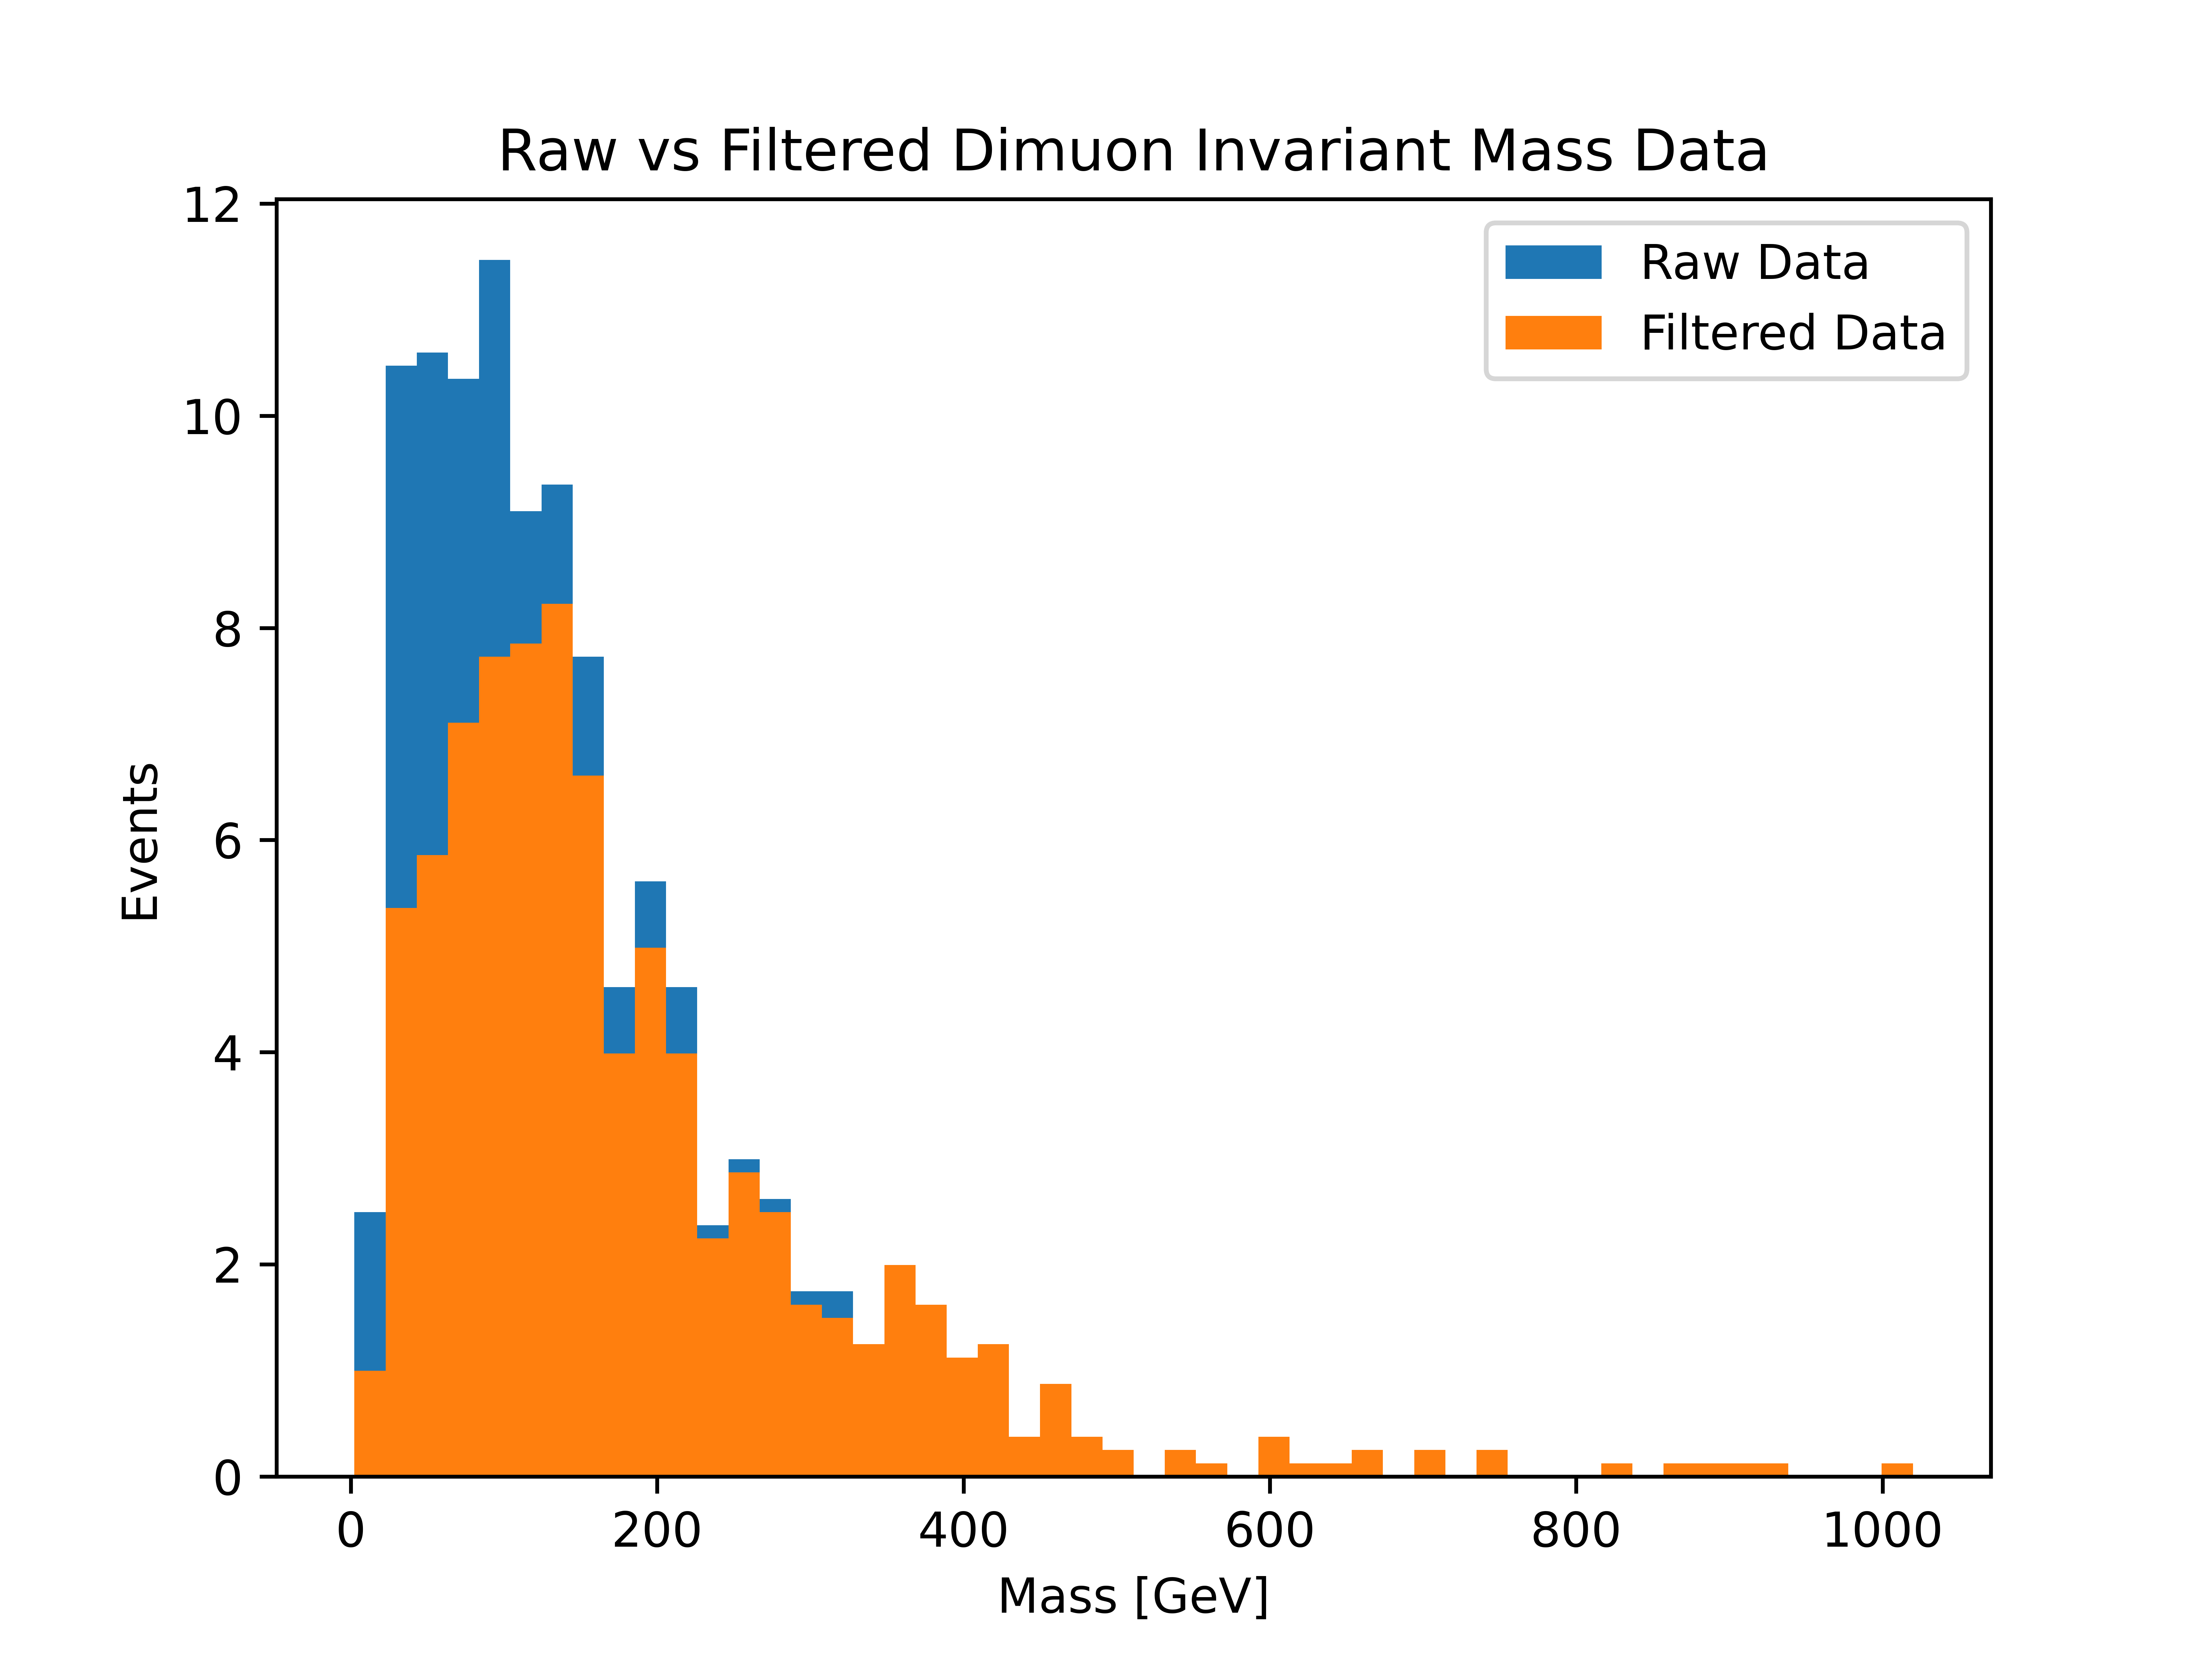 Raw vs Filtered Dimuon Invariant Mass Data
12
10
8
6
4
2
0
Events
Raw Data
Filtered Data
0 200 400 600 800 1000
Mass [GeV]